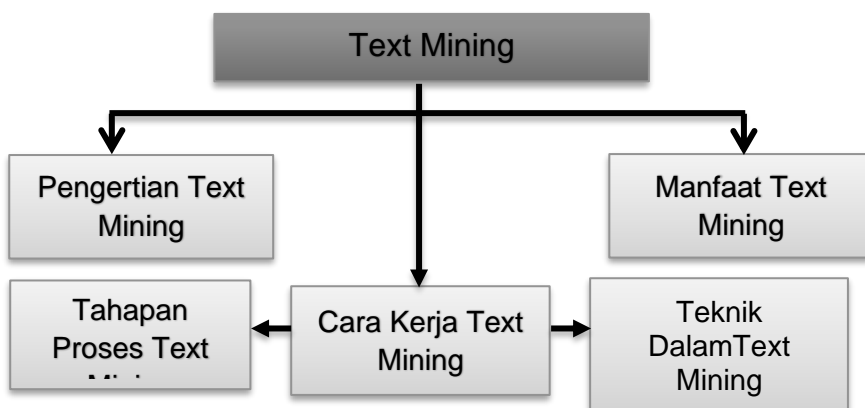 Text Mining
Pengertian Text
Mining
Manfaat Text
Mining
Tahapan
Proses Text
Cara Kerja Text
Mining
Teknik
DalamText
Mining